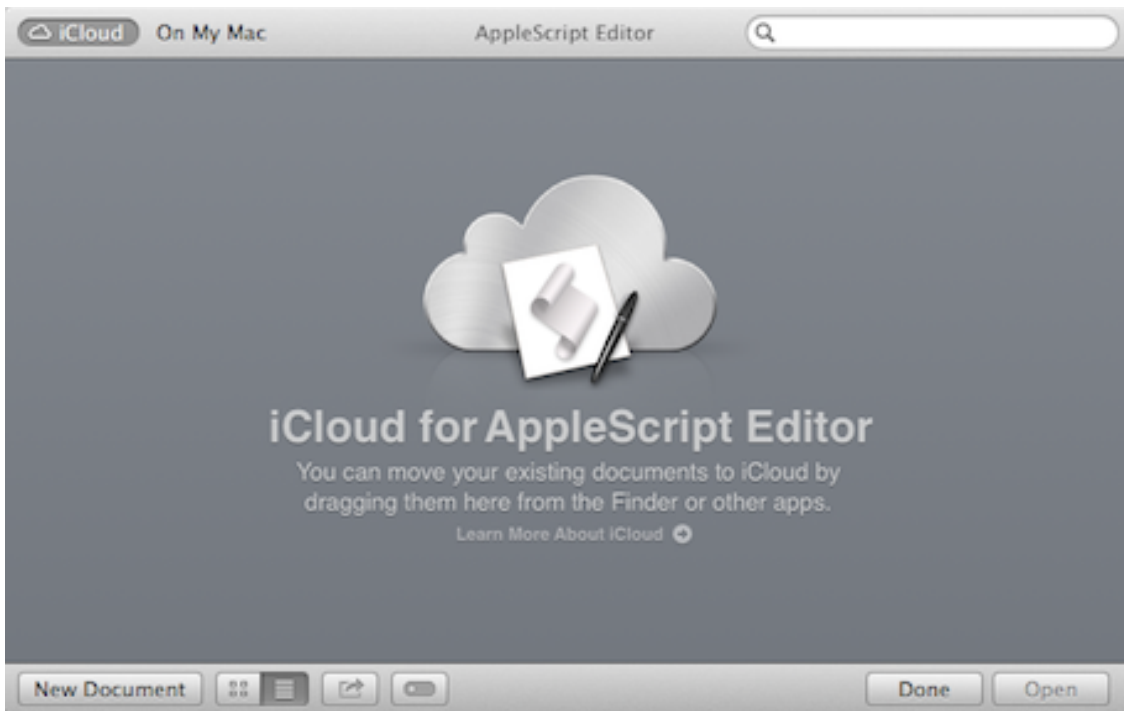 iCloud On My Mac AppleScript Editor
iCloud for AppleScript Editor
You can move your existing documents to iCloud by
dragging them here from the Finder or other apps.
Learn More About iCloud
New Document Done Open